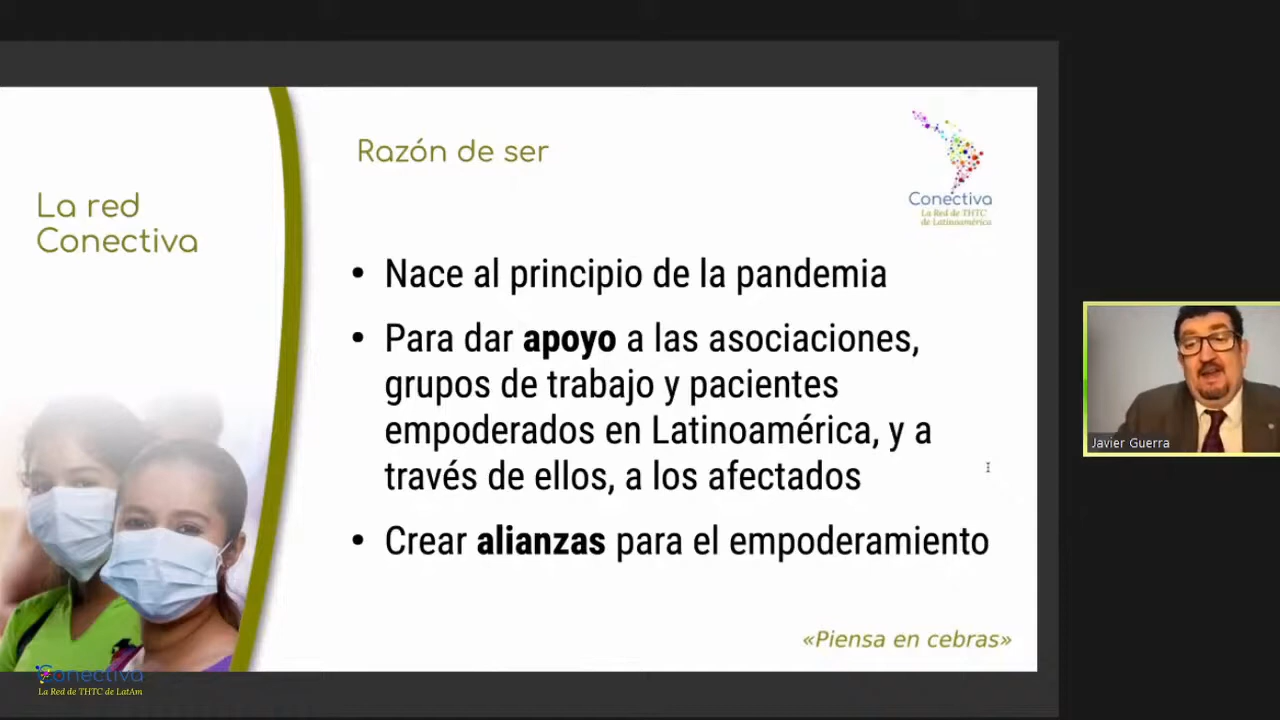 Razón de ser
La red
Conectiva
Conectiva
La Red de THTC
de Latinoamérica
• Nace al principio de la pandemia
• Para dar apoyo a las asociaciones,
grupos de trabajo y pacientes
empoderados en Latinoamérica, y a
través de ellos, a los afectados
• Crear alianzas para el empoderamiento
«Piensa en cebras»
Javier Guerra
Conectiva
La Red de THTC de LatAm